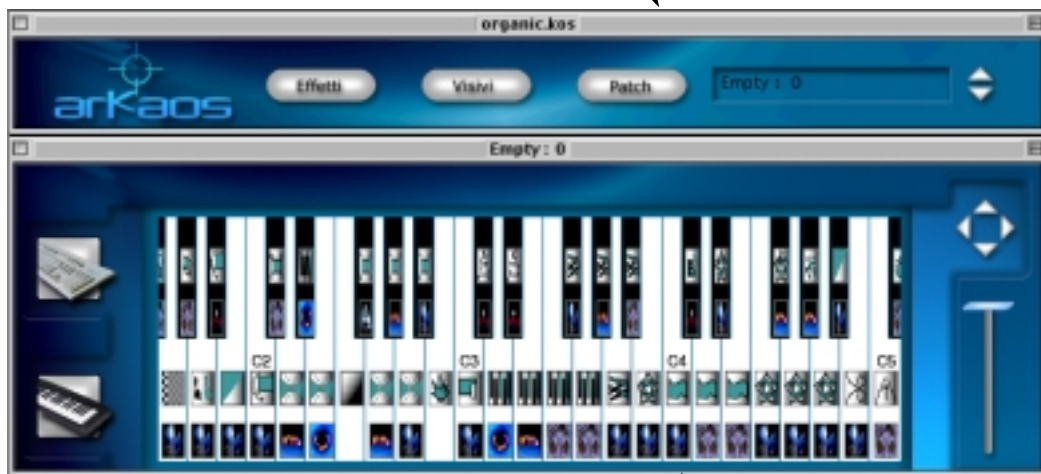 organic.kos
arkaos
Effetti
Visivi
Patch
Empty : 0
Empty : 0
C2
C3
C4
C5